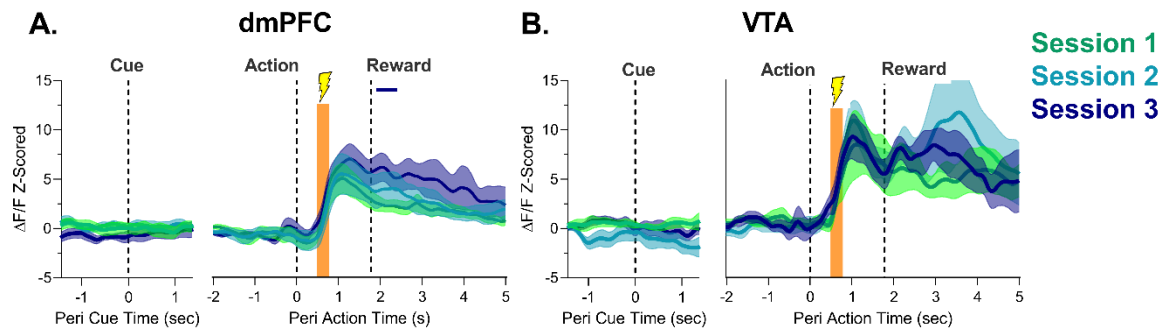 A.
dmPFC
B.
VTA
Session 1
Session 2
Session 3
Cue
Action
Reward
Cue
Action
Reward
ΔF/F Z-Scored
15
10
5
0
-5
-1
0
1
Peri Cue Time (sec)
-2
-1
0
1
2
3
4
5
Peri Action Time (s)
ΔF/F Z-Scored
15
10
5
0
-5
-1
0
1
Peri Cue Time (sec)
-2
-1
0
1
2
3
4
5
Peri Action Time (sec)